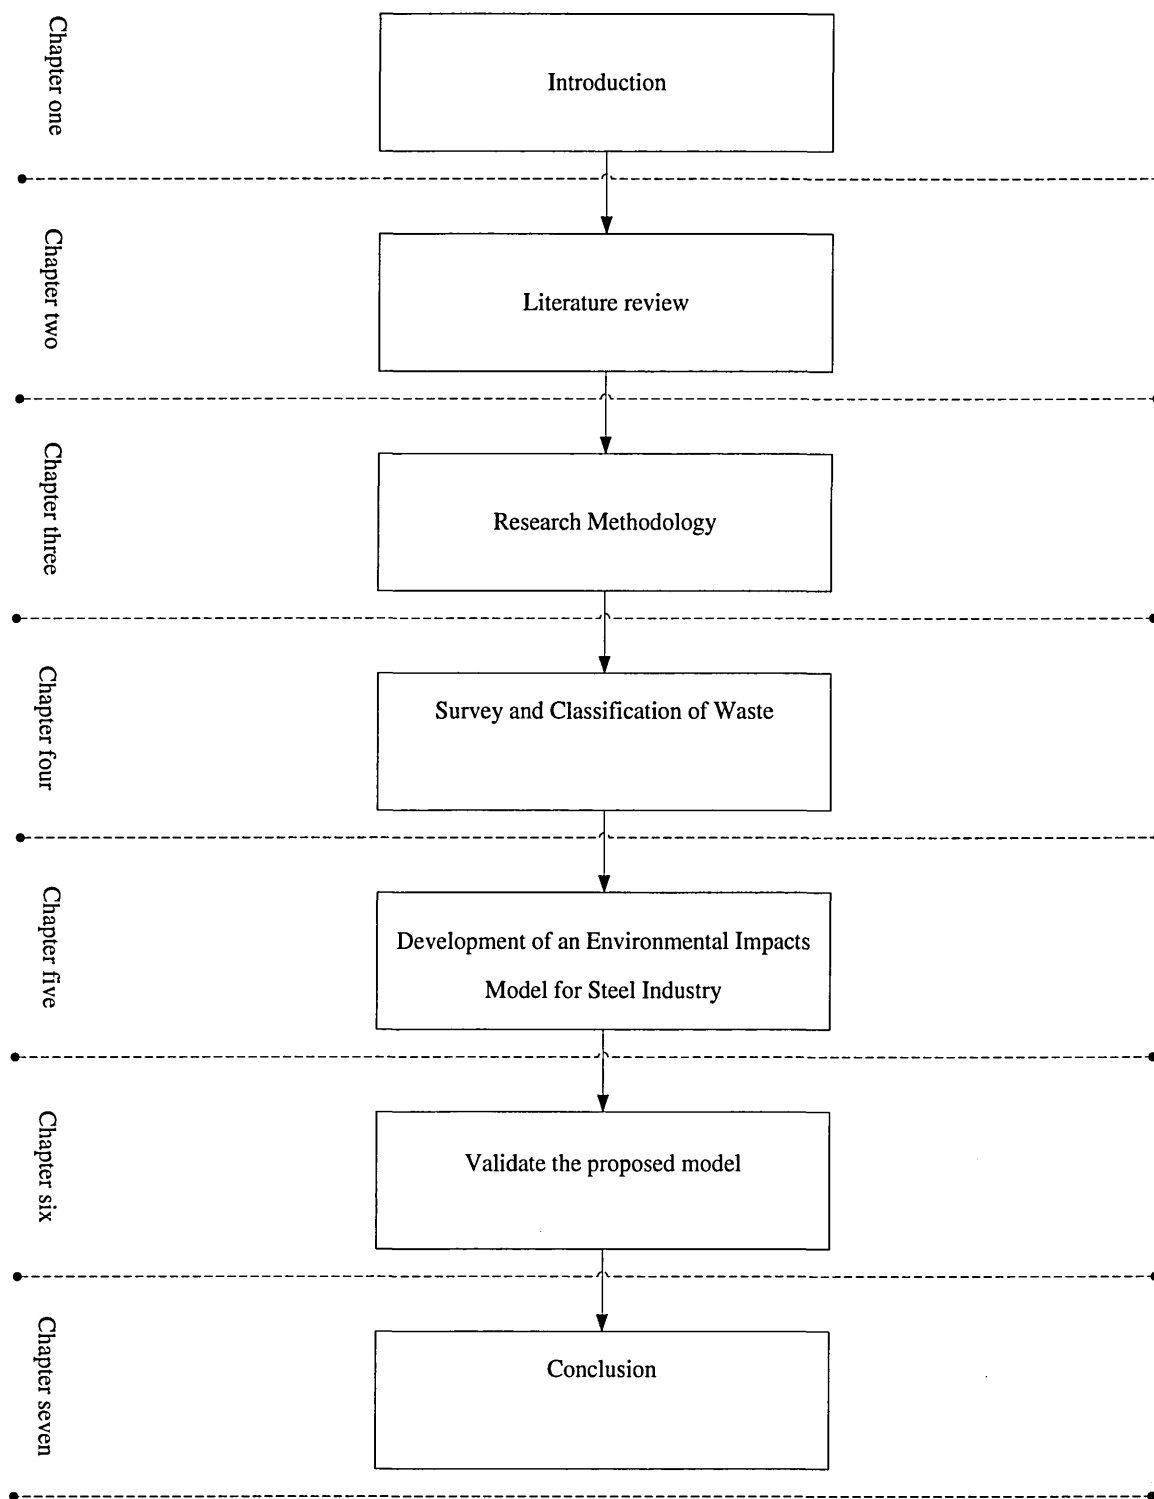 Chapter one
Introduction
Chapter two
Literature review
Chapter three
Research Methodology
Chapter four
Survey and Classification of Waste
Chapter five
Development of an Environmental Impacts
Model for Steel Industry
Chapter six
Validate the proposed model
Chapter seven
Conclusion